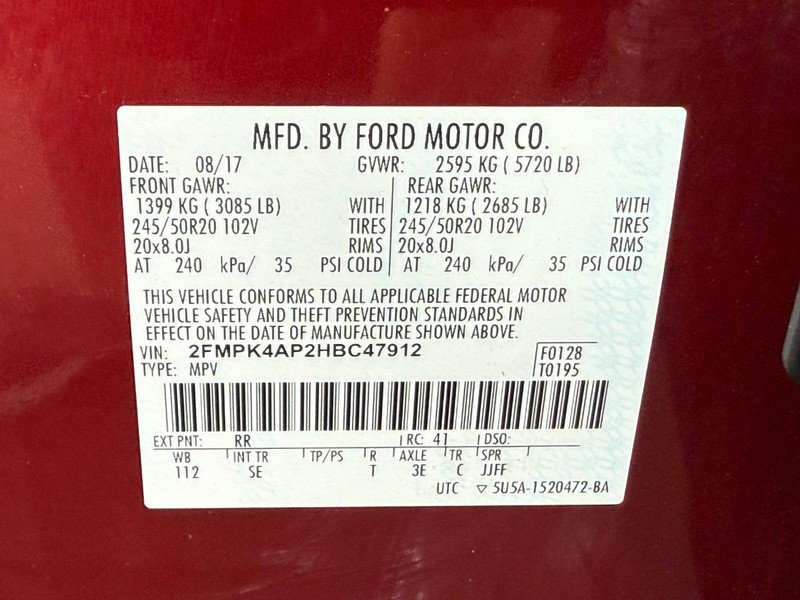 MFD. BY FORD MOTOR CO.
DATE: 08/17 GVWR: 2595 KG ( 5720 LB)
FRONT GAWR: REAR GAWR:
1399 KG ( 3085 LB) WITH 1218 KG ( 2685 LB) WITH
245/50R20 102V TIRES 245/50R20 102V TIRES
20x8.0J RIMS 20x8.0J RIMS
AT 240 kPa/ 35 PSI COLD AT 240 kPa/ 35 PSI COLD
THIS VEHICLE CONFORMS TO ALL APPLICABLE FEDERAL MOTOR
VEHICLE SAFETY AND THEFT PREVENTION STANDARDS IN
EFFECT ON THE DATE OF MANUFACTURE SHOWN ABOVE.
VIN: 2FMPK4AP2HBC47912 F0128
TYPE: MPV T0195
EXT PNT: RR RC: 41 DSO:
WB INT TR TP/PS R AXLE TR SPR
112 SE T 3E C JJFF
UTC ▽ 5U5A-1520472-BA